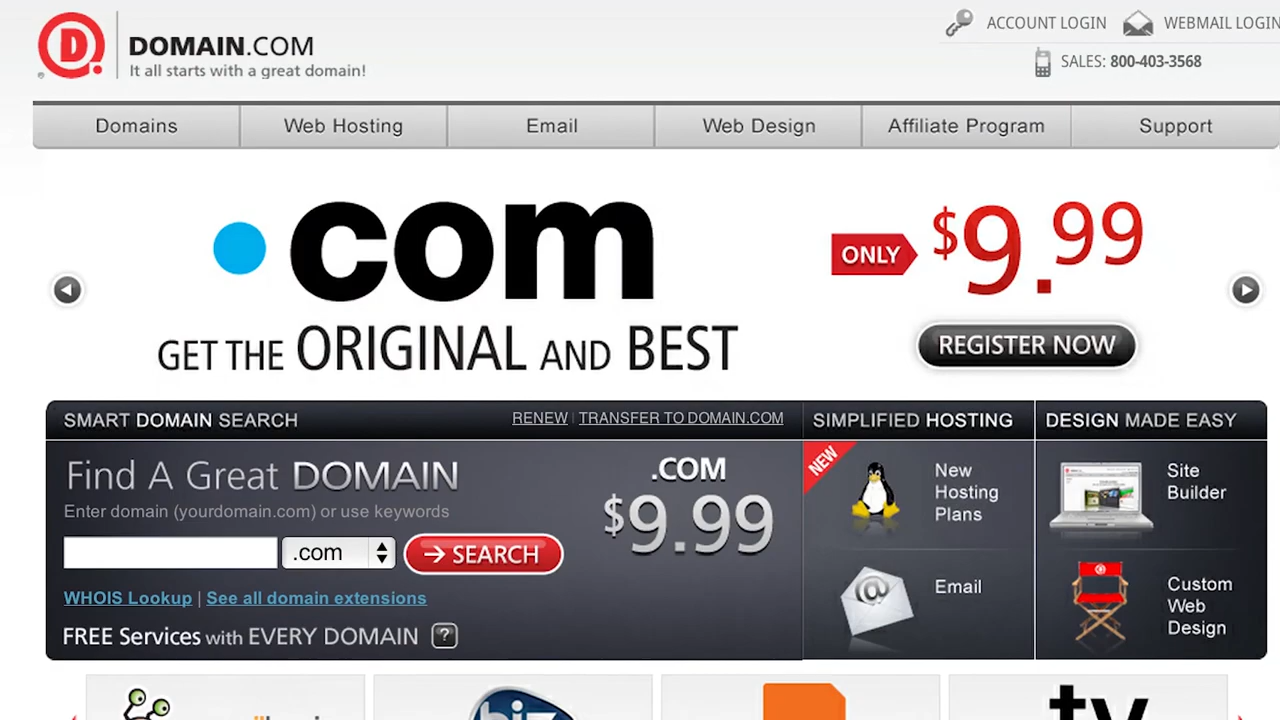 DOMAIN.COM
It all starts with a great domain!
ACCOUNT LOGIN
WEBMAIL LOGIN
SALES: 800-403-3568
Domains
Web Hosting
Email
Web Design
Affiliate Program
Support
.com
GET THE ORIGINAL AND BEST
ONLY
$9.99
REGISTER NOW
SMART DOMAIN SEARCH
RENEW | TRANSFER TO DOMAIN.COM
SIMPLIFIED HOSTING
DESIGN MADE EASY
Find A Great DOMAIN
Enter domain (yourdomain.com) or use keywords
.com
SEARCH
.COM
$9.99
WHOIS Lookup | See all domain extensions
FREE Services with EVERY DOMAIN ?
NEW
New
Hosting
Plans
Email
Site
Builder
Custom
Web
Design
biz
tv